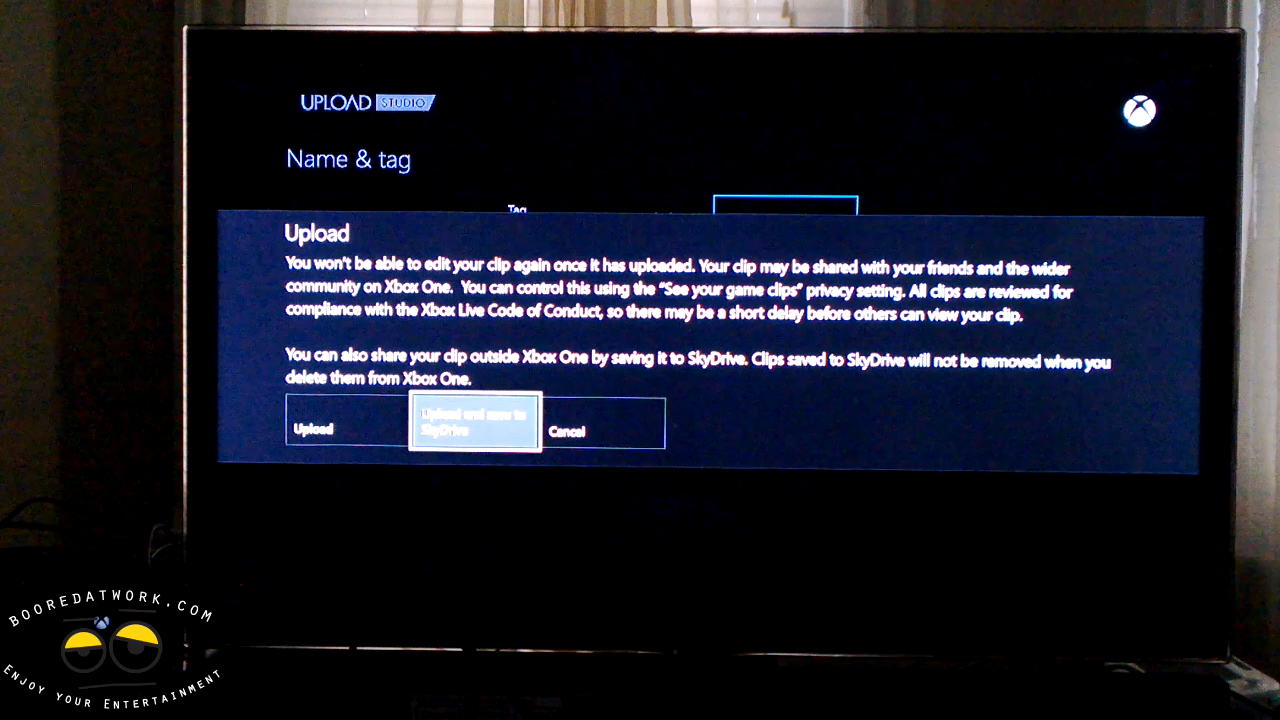 UPLOAD STUDIO
Name & tag
Tag
Upload
You won't be able to edit your clip again once it has uploaded. Your clip may be shared with your friends and the wider
community on Xbox One.  You can control this using the "See your game clips" privacy setting. All clips are reviewed for
compliance with the Xbox Live Code of Conduct, so there may be a short delay before others can view your clip.
You can also share your clip outside Xbox One by saving it to SkyDrive. Clips saved to SkyDrive will not be removed when you
delete them from Xbox One.
Upload
Upload and save to
SkyDrive
Cancel
BOOREDATWORK.COM
ENJOY YOUR ENTERTAINMENT